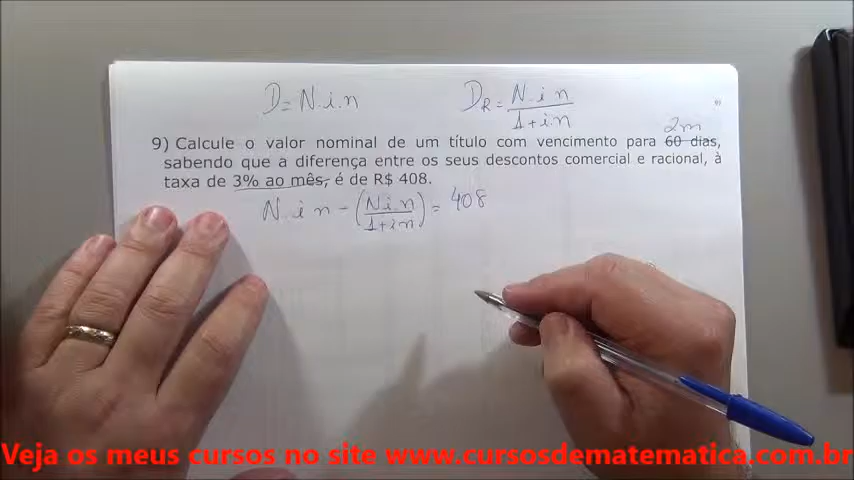 D = N.i.n
D_R = N.i.n / 1+i.n
2m
9) Calcule o valor nominal de um título com vencimento para 60 dias,
sabendo que a diferença entre os seus descontos comercial e racional, à
taxa de 3% ao mês, é de R$ 408.
N.i.n - (N.i.n / 1+i.n) = 408
Veja os meus cursos no site www.cursosdematematica.com.br